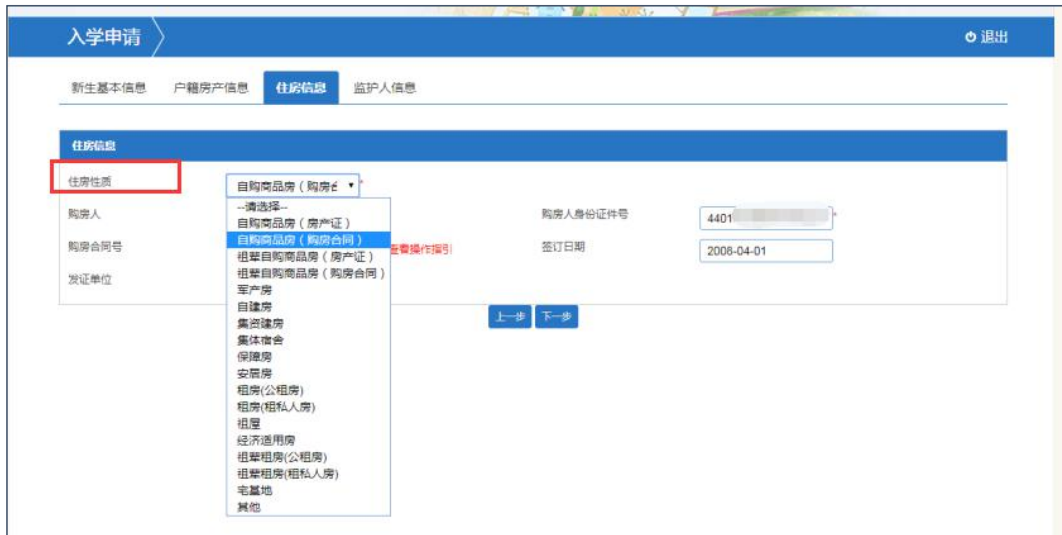 入学申请
退出
新生基本信息 户籍房产信息 住房信息 监护人信息
住房信息
住房性质
自购商品房（购房合
购房人
购房人身份证件号
4401
购房合同号
查看操作指引
签订日期
2006-04-01
发证单位
--请选择--
自购商品房（房产证）
自购商品房（购房合同）
祖辈自购商品房（房产证）
祖辈自购商品房（购房合同）
军产房
自建房
集资建房
集体宿舍
保障房
安居房
租房(公租房)
租房(租私人房)
祖屋
经济适用房
祖辈租房(公租房)
祖辈租房(租私人房)
宅基地
其他
上一步 下一步